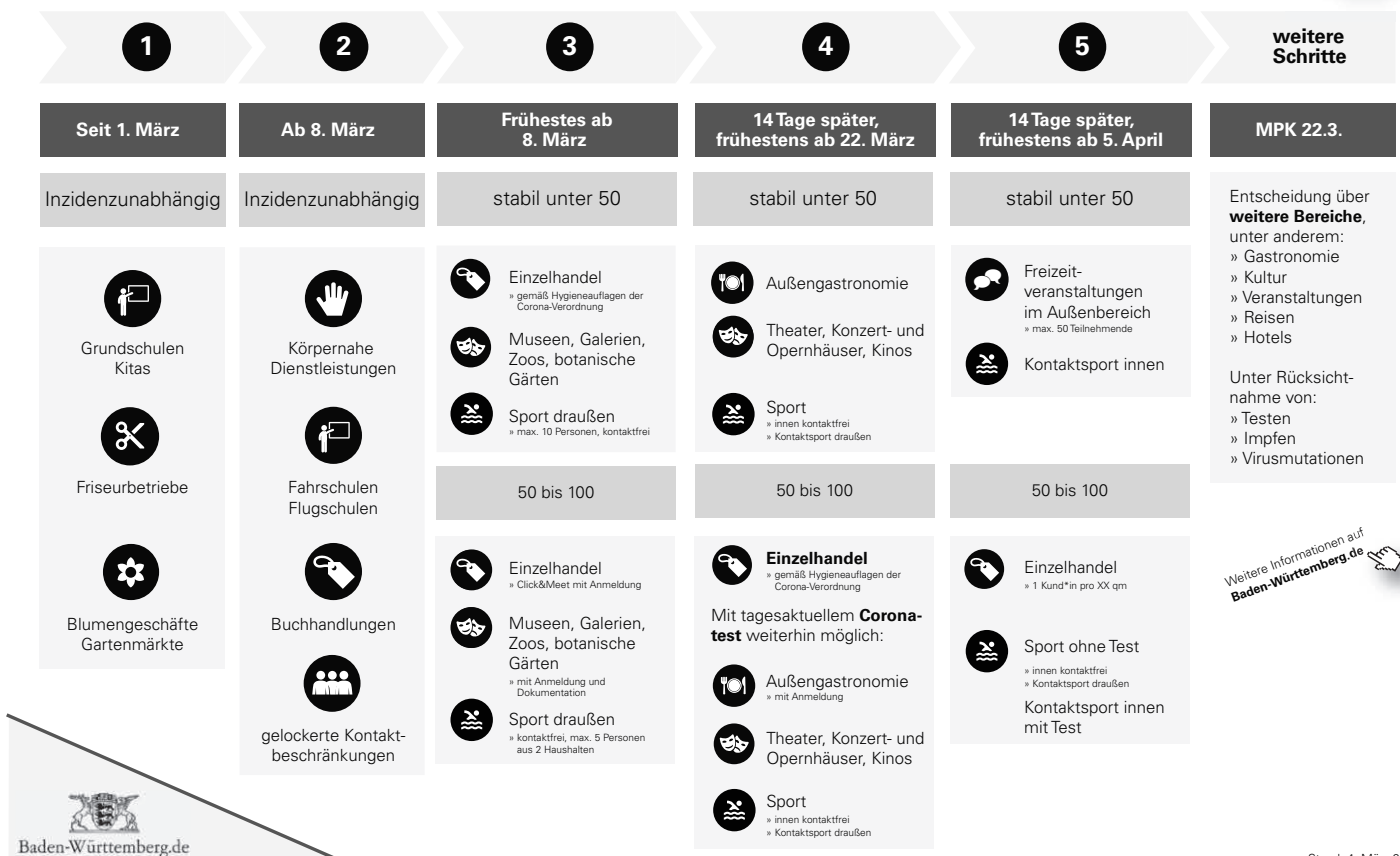 1
2
3
4
5
weitere
Schritte
Seit 1. März
Inzidenzunabhängig
Grundschulen
Kitas
Friseurbetriebe
Blumengeschäfte
Gartenmärkte
Ab 8. März
Inzidenzunabhängig
Körpernahe
Dienstleistungen
Fahrschulen
Flugschulen
Buchhandlungen
gelockerte Kontakt-
beschränkungen
Frühestes ab
8. März
stabil unter 50
Einzelhandel
» gemäß Hygieneauflagen der
Corona-Verordnung
Museen, Galerien,
Zoos, botanische
Gärten
Sport draußen
» max. 10 Personen, kontaktfrei
50 bis 100
Einzelhandel
» Click&Meet mit Anmeldung
Museen, Galerien,
Zoos, botanische
Gärten
» mit Anmeldung und
Dokumentation
Sport draußen
» kontaktfrei, max. 5 Personen
aus 2 Haushalten
14 Tage später,
frühestens ab 22. März
stabil unter 50
Außengastronomie
Theater, Konzert- und
Opernhäuser, Kinos
Sport
» innen kontaktfrei
» Kontaktsport draußen
50 bis 100
Einzelhandel
» gemäß Hygieneauflagen der
Corona-Verordnung
Mit tagesaktuellem Corona-
test weiterhin möglich:
Außengastronomie
» mit Anmeldung
Theater, Konzert- und
Opernhäuser, Kinos
Sport
» innen kontaktfrei
» Kontaktsport draußen
14 Tage später,
frühestens ab 5. April
stabil unter 50
Freizeit-
veranstaltungen
im Außenbereich
» max. 50 Teilnehmende
Kontaktsport innen
50 bis 100
Einzelhandel
» 1 Kund*in pro XX qm
Sport ohne Test
» innen kontaktfrei
» Kontaktsport draußen
Kontaktsport innen
mit Test
MPK 22.3.
Entscheidung über
weitere Bereiche,
unter anderem:
» Gastronomie
» Kultur
» Veranstaltungen
» Reisen
» Hotels
Unter Rücksicht-
nahme von:
» Testen
» Impfen
» Virusmutationen
Weitere Informationen auf
Baden-Württemberg.de
Baden-Württemberg.de